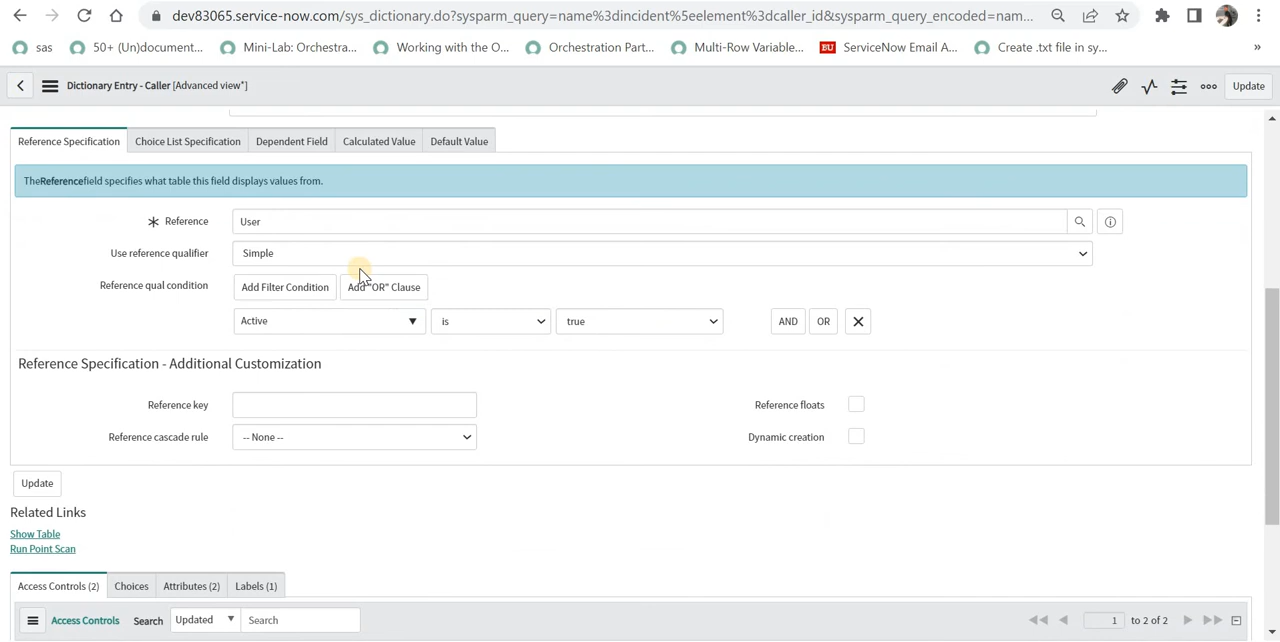 dev83065.service-now.com/sys_dictionary.do?sysparm_query=name%3dincident%5eelement%3dcaller_id&sysparm_query_encoded=nam...
sas
50+ (Un)document...
Mini-Lab: Orchestra...
Working with the O...
Orchestration Part...
Multi-Row Variable...
BU ServiceNow Email A...
Create .txt file in sy...
»
Dictionary Entry - Caller [Advanced view*]
Update
Reference Specification
Choice List Specification
Dependent Field
Calculated Value
Default Value
TheReferencefield specifies what table this field displays values from.
Reference User
Use reference qualifier Simple
Reference qual condition Add Filter Condition Add "OR" Clause
Active is true AND OR
Reference Specification - Additional Customization
Reference key Reference floats
Reference cascade rule -- None -- Dynamic creation
Update
Related Links
Show Table
Run Point Scan
Access Controls (2) Choices Attributes (2) Labels (1)
Access Controls Search Updated Search 1 to 2 of 2